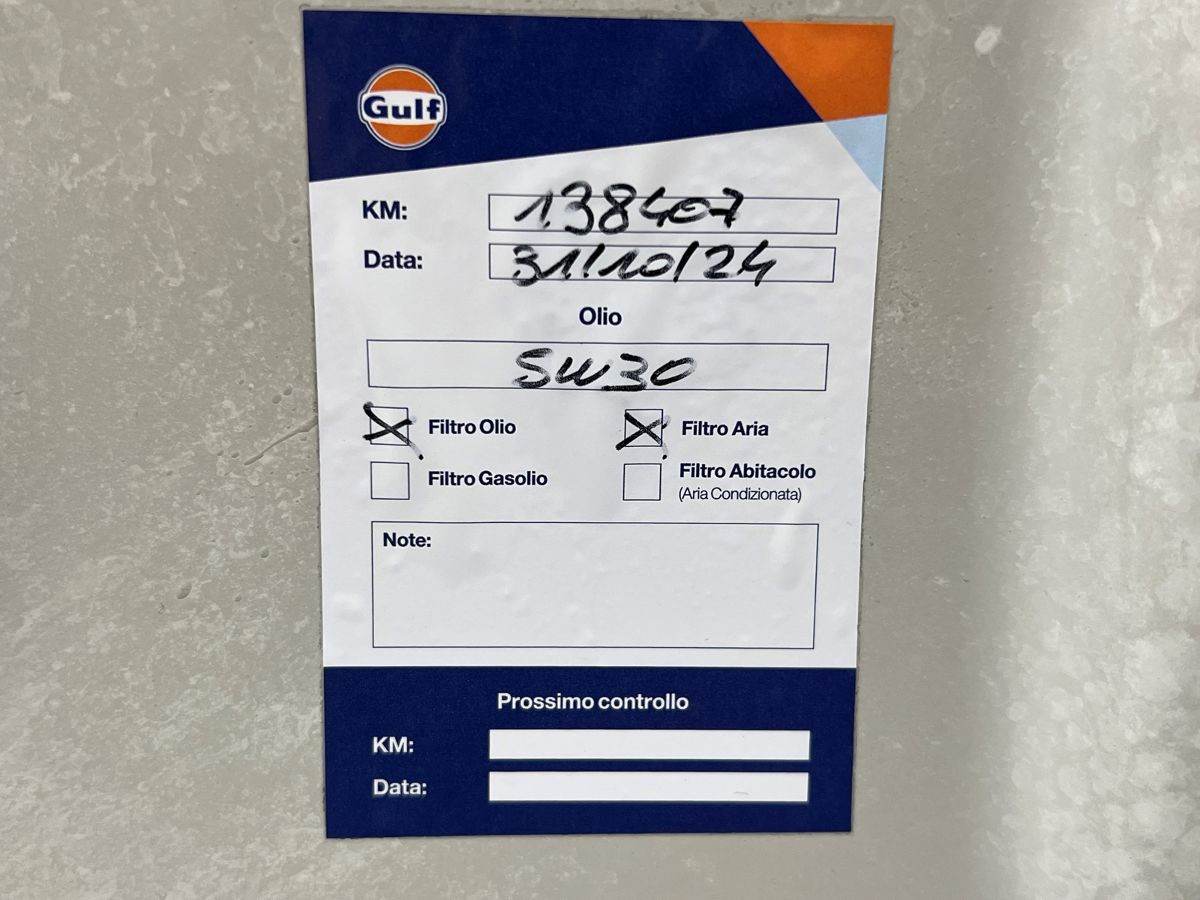 Gulf
KM: 138407
Data: 31/10/24
Olio
5W30
Filtro Olio
Filtro Aria
Filtro Gasolio
Filtro Abitacolo
(Aria Condizionata)
Note:
Prossimo controllo
KM:
Data: